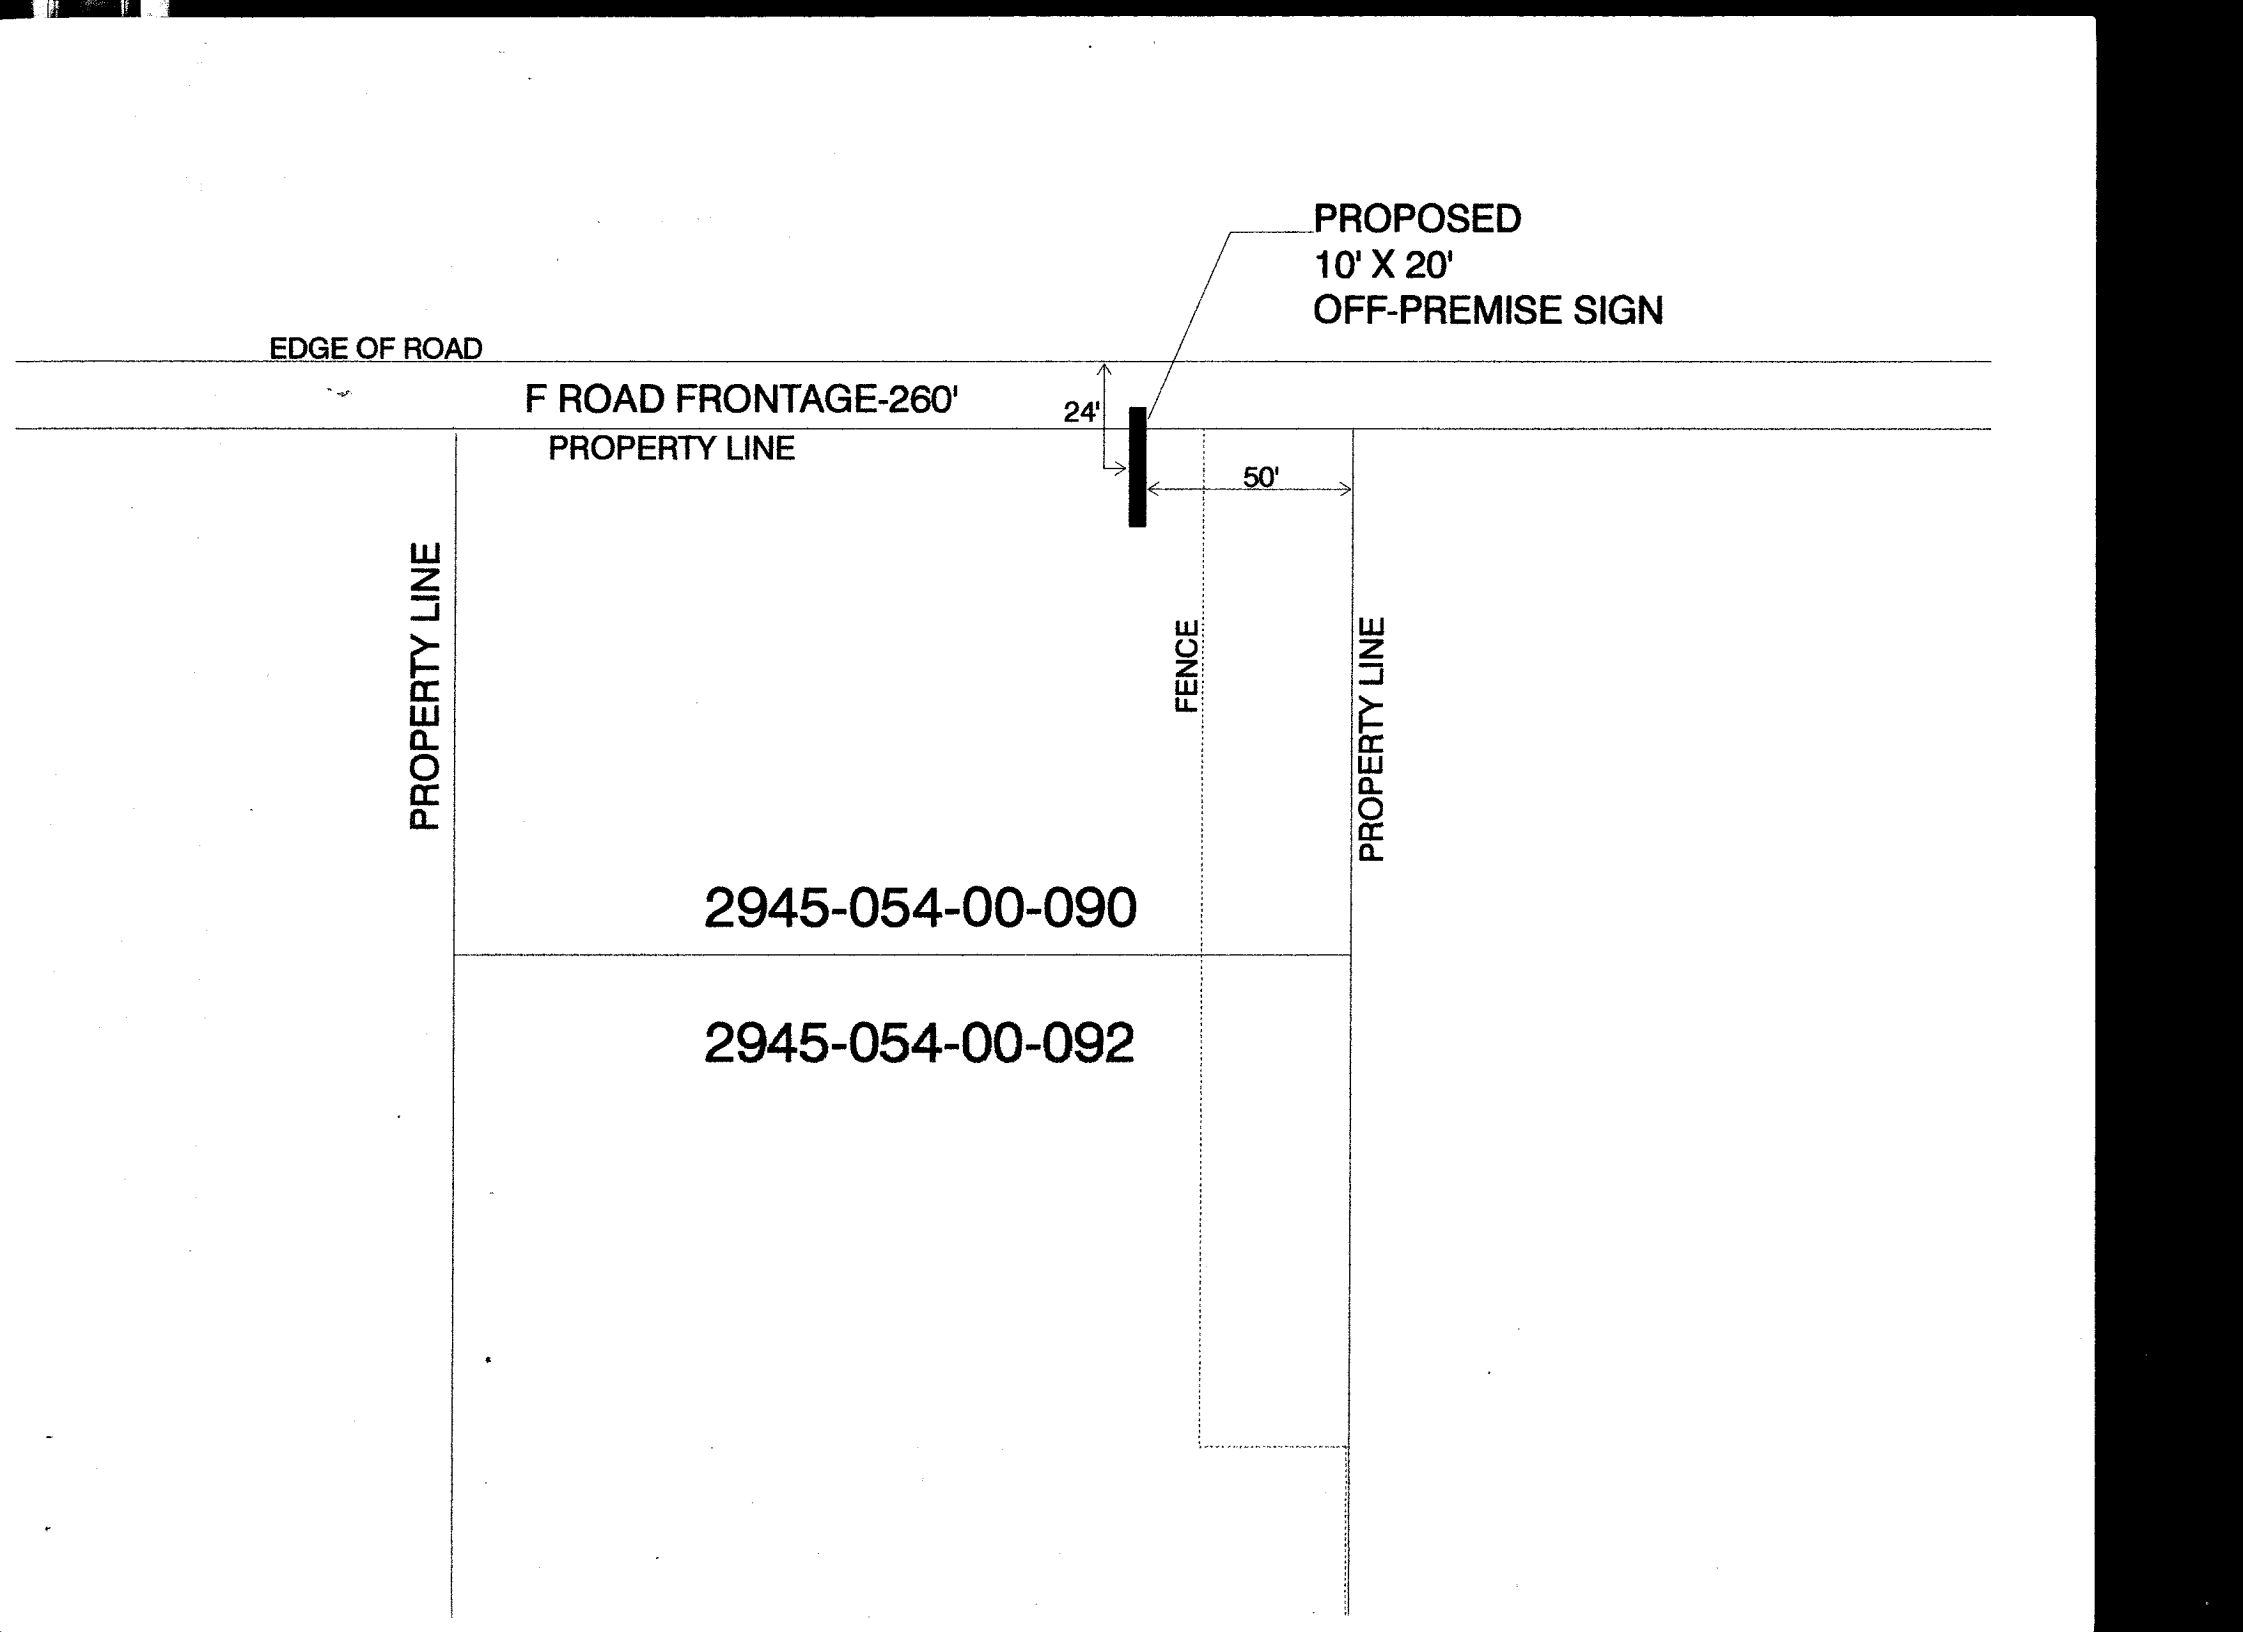 PROPOSED
10' X 20'
OFF-PREMISE SIGN
EDGE OF ROAD
F ROAD FRONTAGE-260'
24'
PROPERTY LINE
50'
PROPERTY LINE
FENCE
PROPERTY LINE
2945-054-00-090
2945-054-00-092